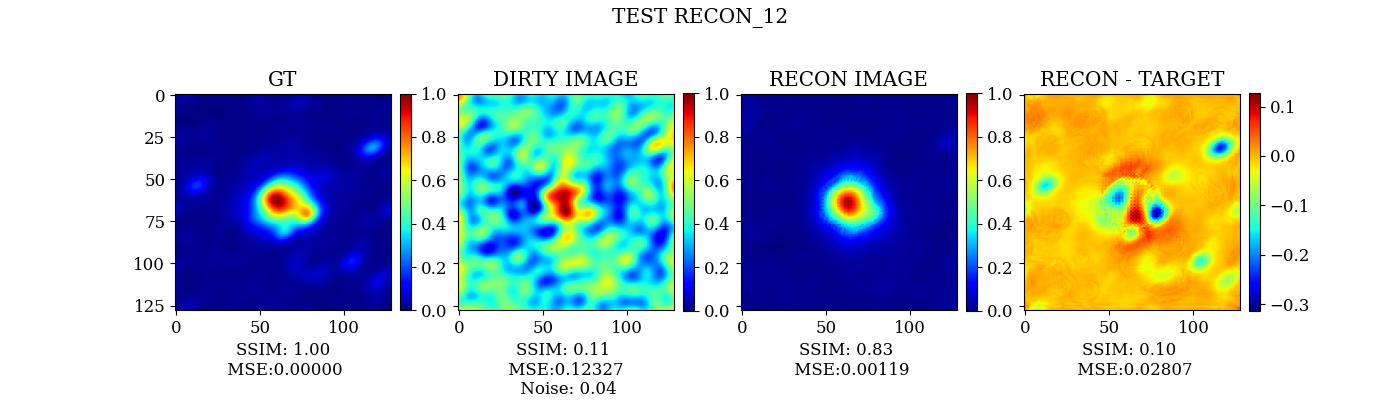 TEST RECON_12
GT
DIRTY IMAGE
RECON IMAGE
RECON - TARGET
0
25
50
75
100
125
0
50
100
SSIM: 1.00
MSE:0.00000
1.0
0.8
0.6
0.4
0.2
0.0
0
50
100
SSIM: 0.11
MSE:0.12327
Noise: 0.04
1.0
0.8
0.6
0.4
0.2
0.0
0
50
100
SSIM: 0.83
MSE:0.00119
1.0
0.8
0.6
0.4
0.2
0.0
0
50
100
SSIM: 0.10
MSE:0.02807
0.1
0.0
−0.1
−0.2
−0.3